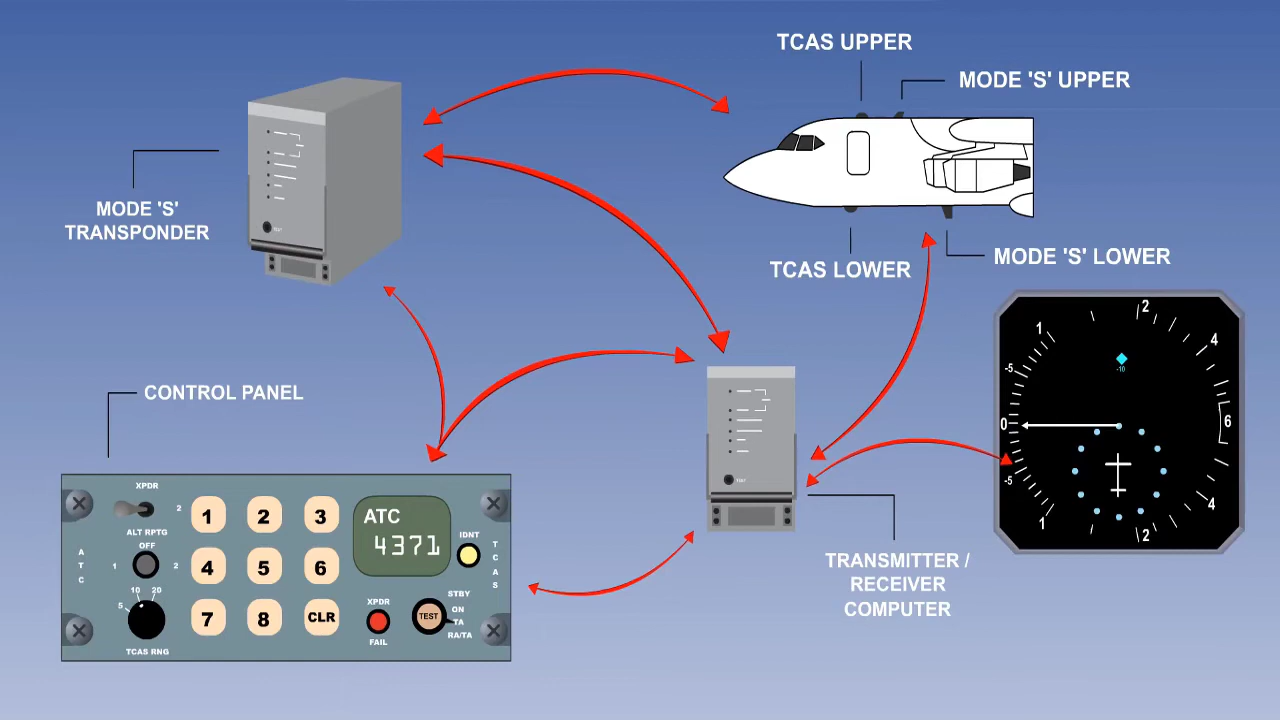 TCAS UPPER
MODE 'S' UPPER
MODE 'S'
TRANSPONDER
TCAS LOWER
MODE 'S' LOWER
CONTROL PANEL
TRANSMITTER /
RECEIVER
COMPUTER
XPDR
2
ALT RPTG
OFF
1
2
ATC
10
20
5
TCAS RNG
1
2
3
4
5
6
7
8
CLR
ATC
4371
IDNT
TCAS
XPDR
FAIL
TEST
STBY
ON
TA
RA/TA
TEST
2
1
4
-5
-10
0
6
-5
4
1
2